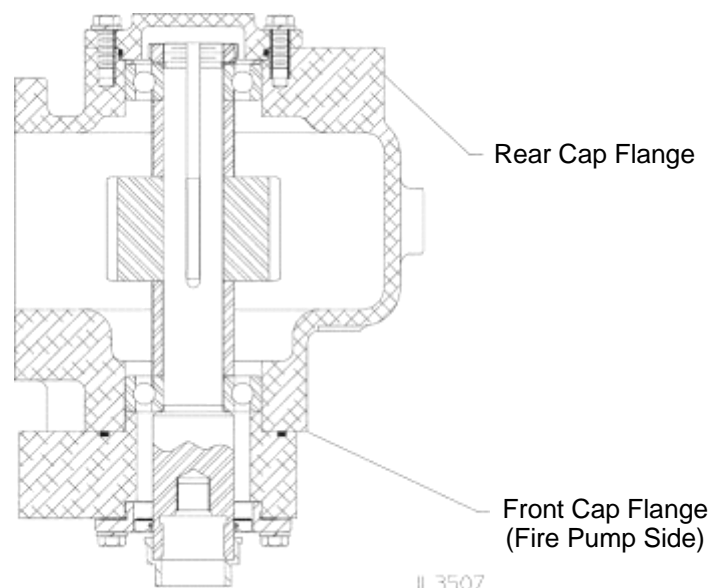 Rear Cap Flange
Front Cap Flange
(Fire Pump Side)
IL3507